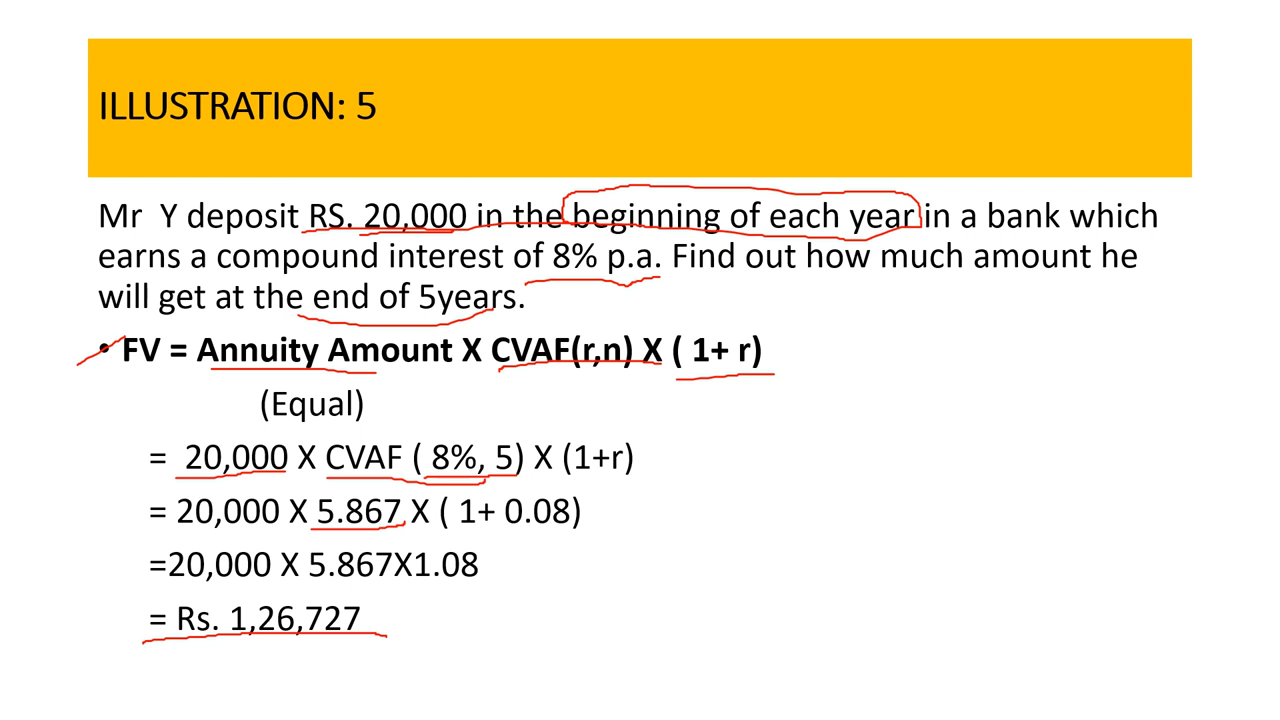 ILLUSTRATION: 5
Mr Y deposit RS. 20,000 in the beginning of each year in a bank which
earns a compound interest of 8% p.a. Find out how much amount he
will get at the end of 5years.
• FV = Annuity Amount X CVAF(r,n) X ( 1+ r)
(Equal)
= 20,000 X CVAF ( 8%, 5) X (1+r)
= 20,000 X 5.867 X ( 1+ 0.08)
=20,000 X 5.867X1.08
= Rs. 1,26,727